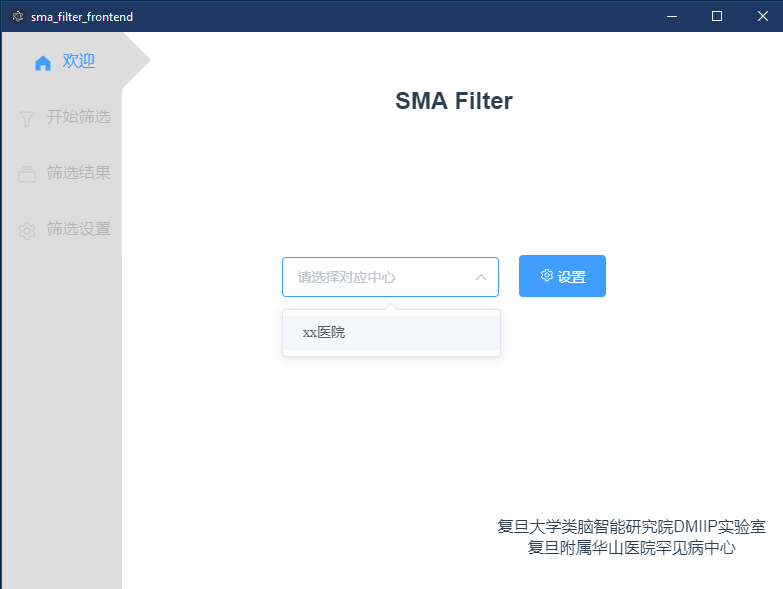 sma_filter_frontend
欢迎
开始筛选
筛选结果
筛选设置
SMA Filter
请选择对应中心
设置
xx医院
复旦大学类脑智能研究院DMIIP实验室
复旦附属华山医院罕见病中心